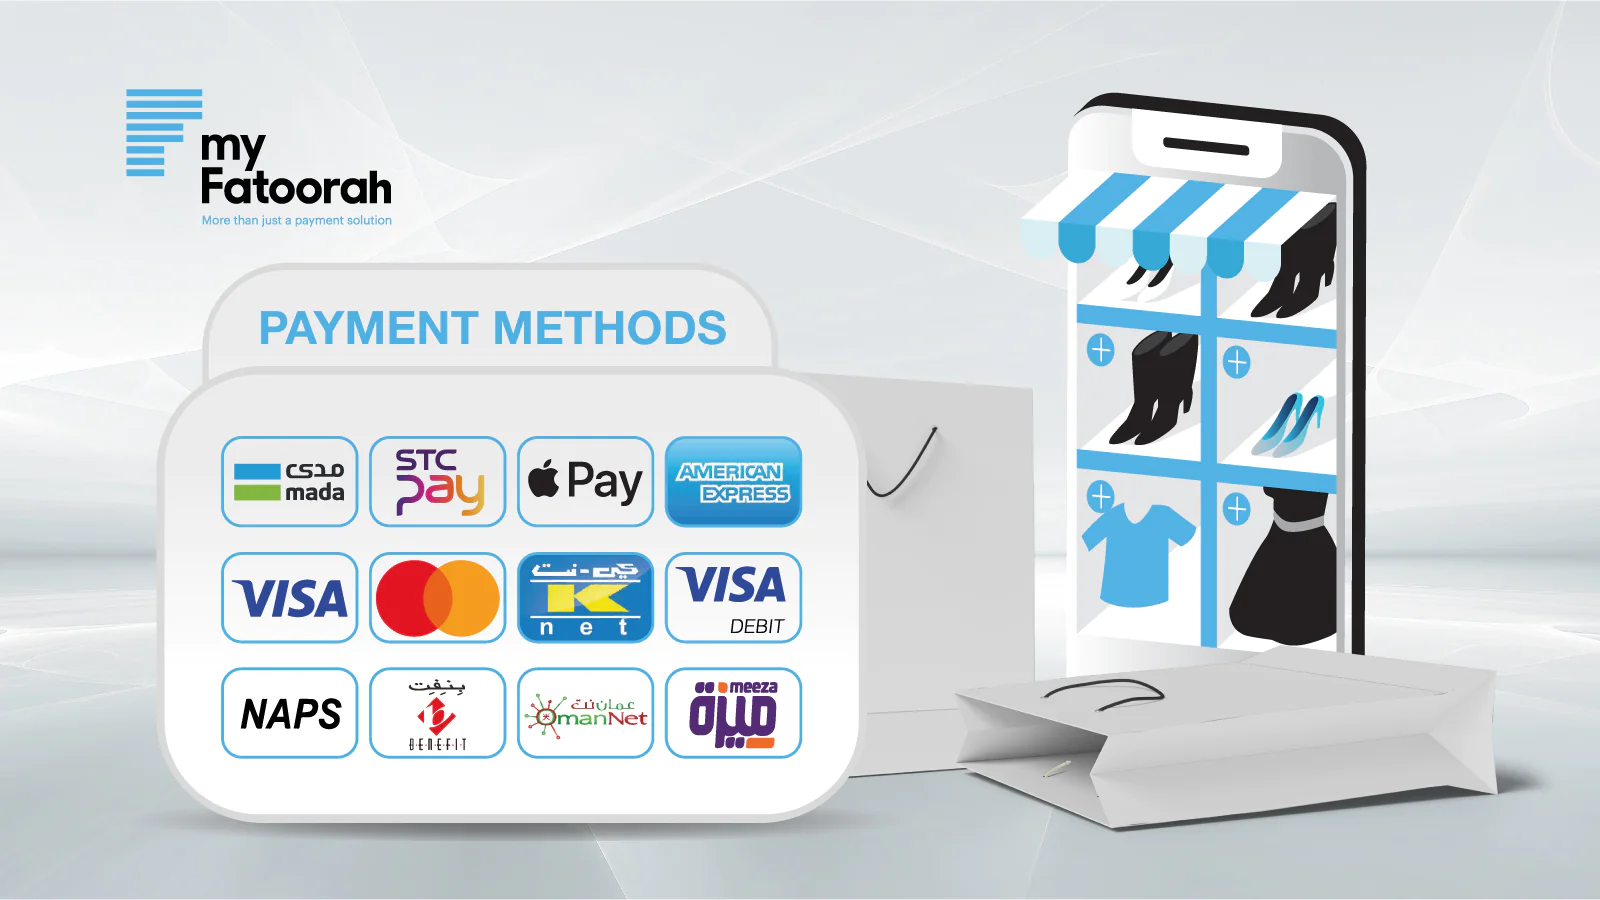 my
Fatoorah
More than just a payment solution
PAYMENT METHODS
مدى
mada
STC
pay
Pay
AMERICAN
EXPRESS
VISA
كي-نت
K
net
VISA
DEBIT
NAPS
بنفت
BENEFIT
عمان نت
OmanNet
meeza
ميزة